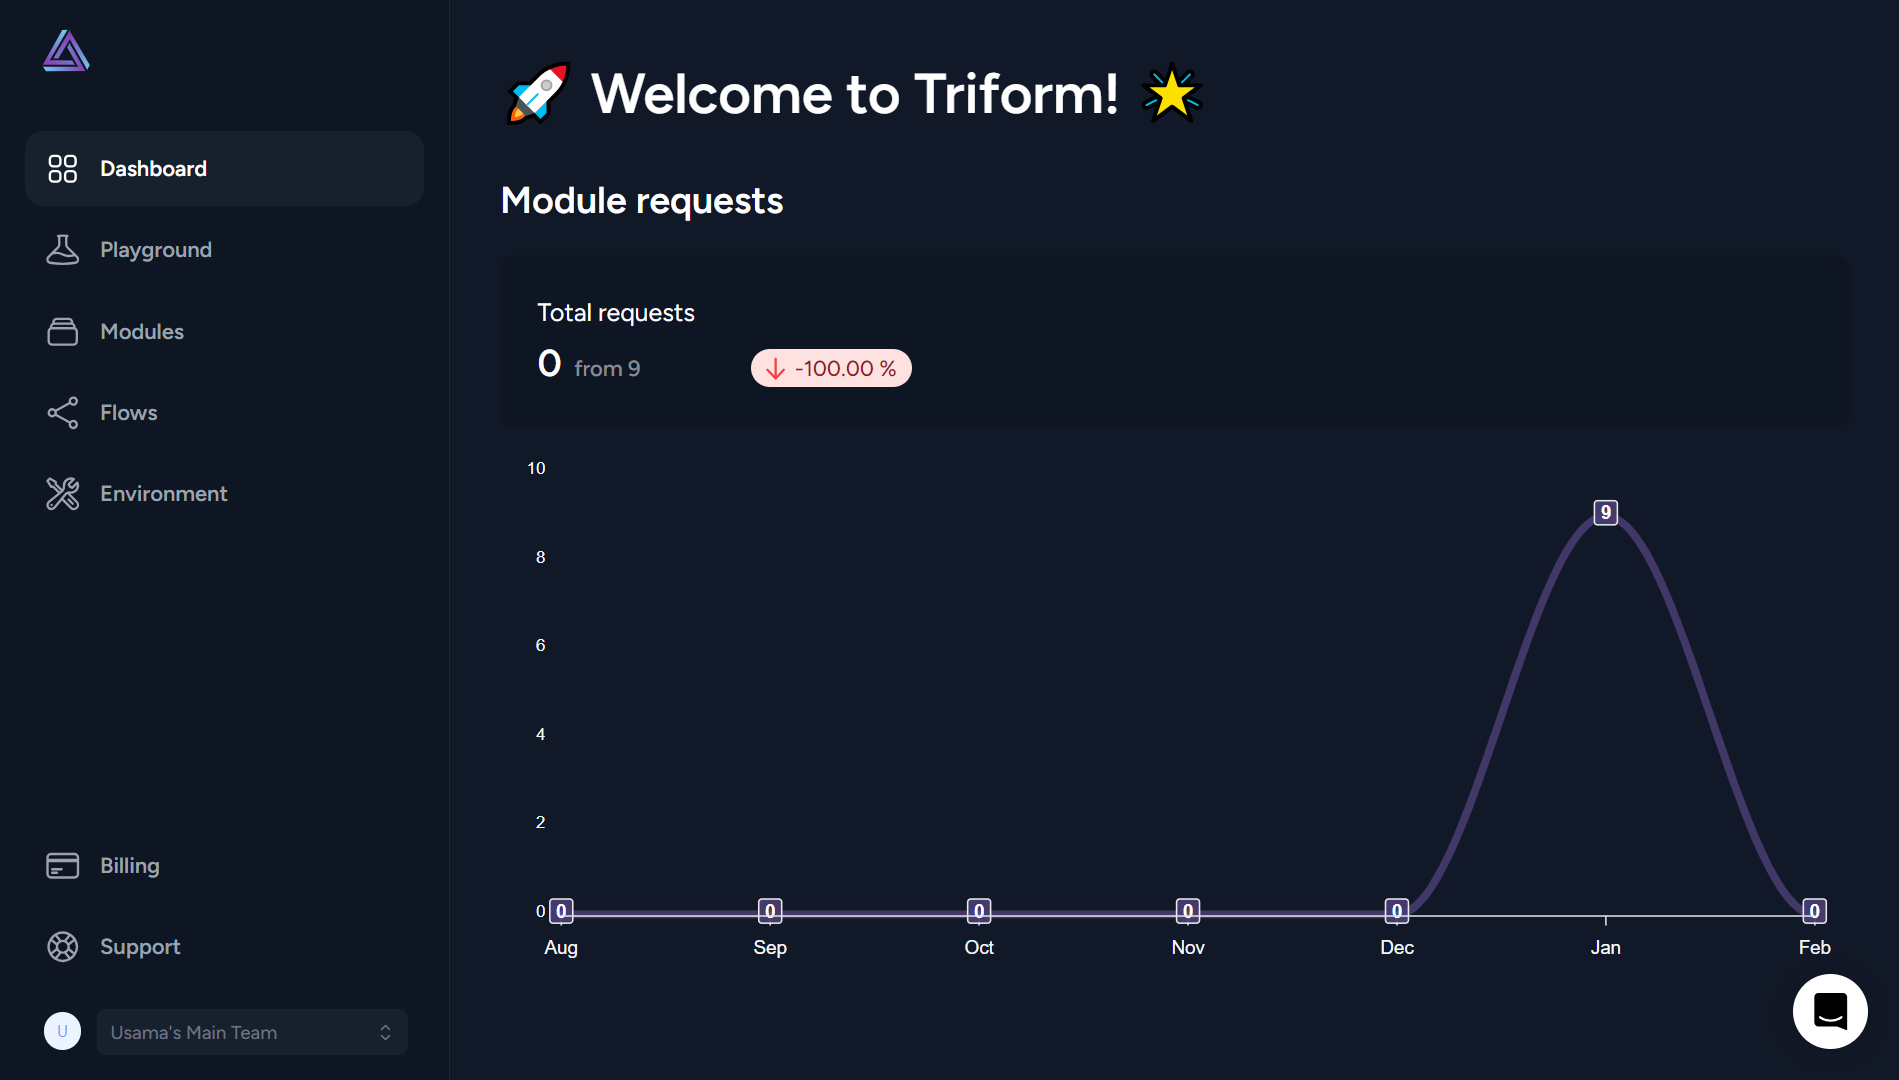 Dashboard
Playground
Modules
Flows
Environment
Billing
Support
U
Usama's Main Team
Welcome to Triform!
Module requests
Total requests
0 from 9
-100.00 %
10
8
6
4
2
0
0 0 0 0 0 9 0
Aug Sep Oct Nov Dec Jan Feb